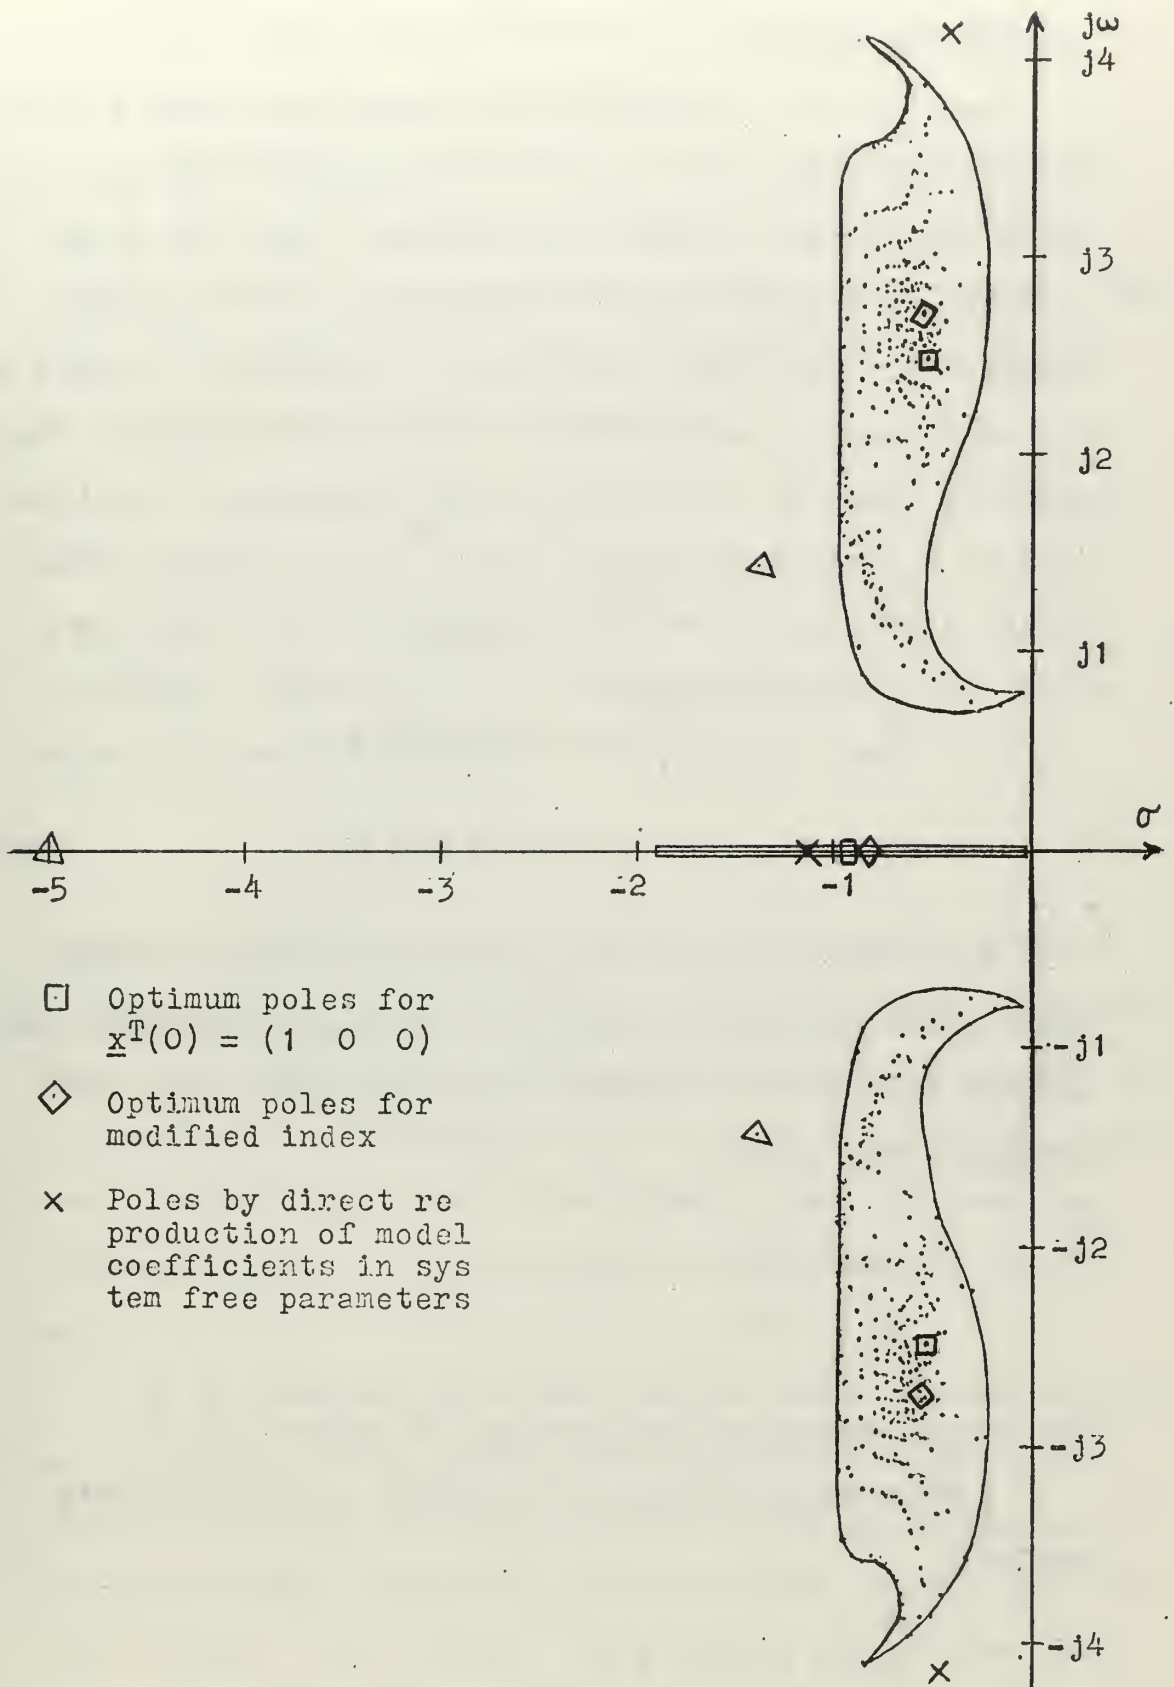 jω
j4
j3
j2
j1
σ
-5 -4 -3 -2 -1
Optimum poles for
x^T(0) = (1 0 0)
-j1
Optimum poles for
modified index
Poles by direct re
production of model
coefficients in sys
tem free parameters
-j2
-j3
-j4